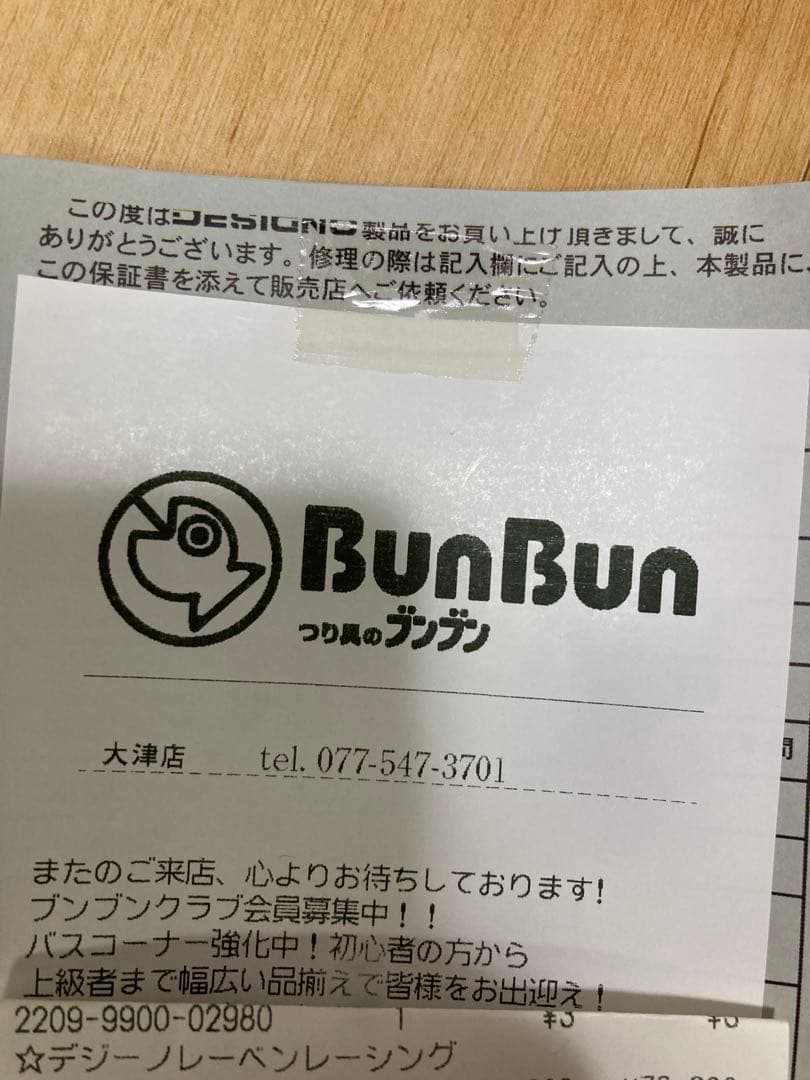 この度はDESIGNO製品をお買い上げ頂きまして、誠に
ありがとうございます。修理の際は記入欄にご記入の上、本製品に、
この保証書を添えて販売店へご依頼ください。
BunBun
つり具のブンブン
大津店 tel. 077-547-3701
またのご来店、心よりお待ちしております!
ブンブンクラブ会員募集中!!
バスコーナー強化中!初心者の方から
上級者まで幅広い品揃えで皆様をお出迎え!
2209-9900-02980 1 ¥3
☆デジーノレーベンレーシング